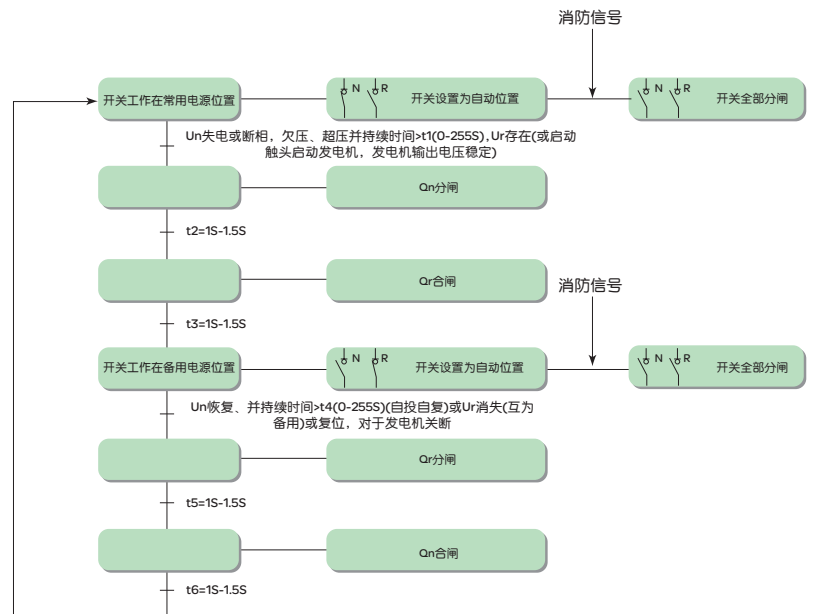 消防信号
开关工作在常用电源位置
N R 开关设置为自动位置
N R 开关全部分闸
Un失电或断相，欠压、超压并持续时间>t1(0-255S),Ur存在(或启动
触头启动发电机，发电机输出电压稳定)
Qn分闸
t2=1S-1.5S
Qr合闸
消防信号
t3=1S-1.5S
开关工作在备用电源位置
N R 开关设置为自动位置
N R 开关全部分闸
Un恢复、并持续时间>t4(0-255S)(自投自复)或Ur消失(互为
备用)或复位，对于发电机关断
Qr分闸
t5=1S-1.5S
Qn合闸
t6=1S-1.5S